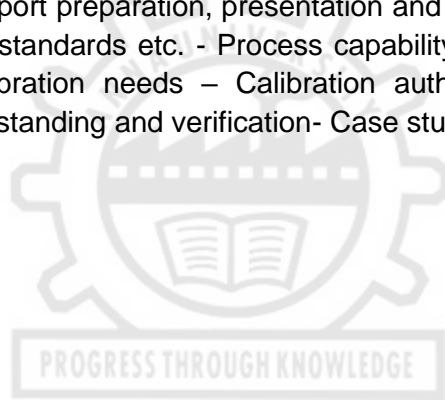 port preparation, presentation and
standards etc. - Process capability
oration needs – Calibration auth
standing and verification- Case stu
PROGRESS THROUGH KNOWLEDGE